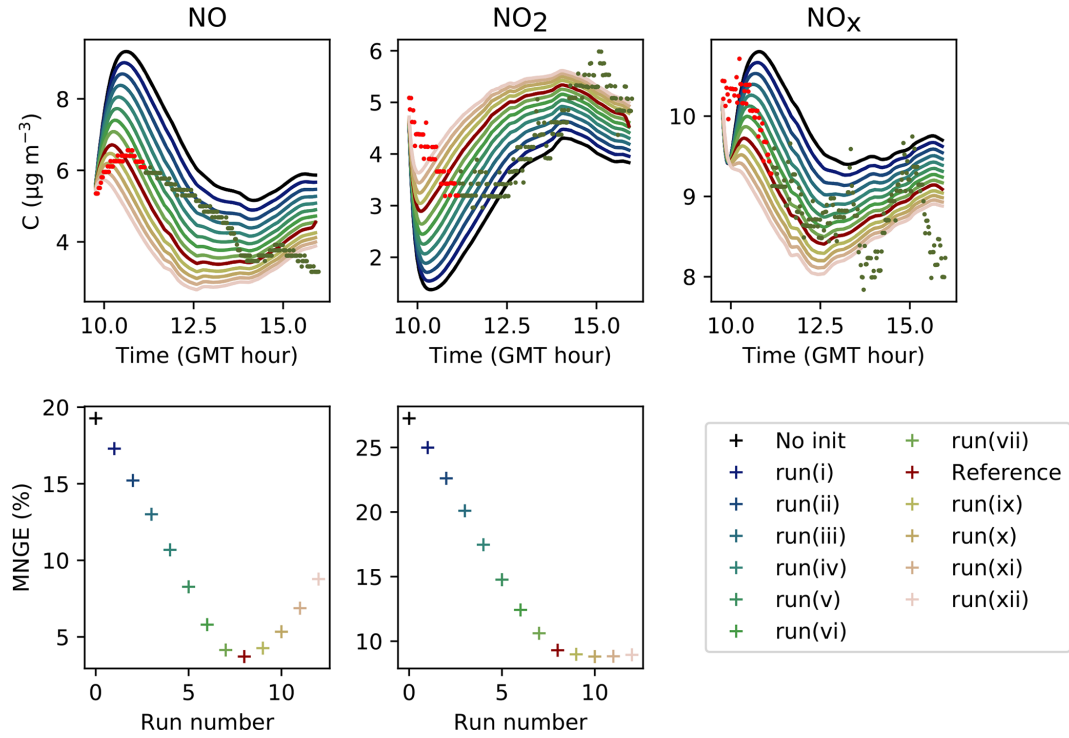 NO
NO2
NOX
C (µg m−3)
8
6
4
6
5
4
3
2
10
9
8
10.0 12.5 15.0
10.0 12.5 15.0
10.0 12.5 15.0
Time (GMT hour)
Time (GMT hour)
Time (GMT hour)
MNGE (%)
20
15
10
5
25
20
15
10
0 5 10
0 5 10
Run number
Run number
No init
run(i)
run(ii)
run(iii)
run(iv)
run(v)
run(vi)
run(vii)
Reference
run(ix)
run(x)
run(xi)
run(xii)